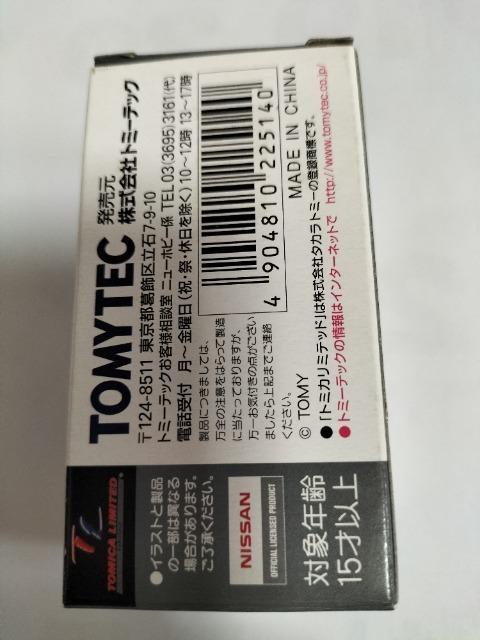 TOMICA LIMITED
●イラストと製品
の一部は異なる
場合があります。
ご了承ください。
NISSAN
OFFICIAL LICENSED PRODUCT
対象年齢
15才以上
TOMYTEC
発売元
株式会社トミーテック
〒124-8511 東京都葛飾区立石7-9-10
トミーテックお客様相談室 ニューホビー係 TEL 03(3695)3161(代)
電話受付 月〜金曜日(祝・祭・休日を除く) 10〜12時 13〜17時
製品につきましては、
万全の注意をはらって製造
に当たっておりますが、
万一お気付きの点がござい
ましたら上記までご連絡
ください。
4 904810 225140
© TOMY
MADE IN CHINA
●「トミカリミテッド」は株式会社タカラトミーの登録商標です。
●トミーテックの情報はインターネットで http://www.tomytec.co.jp/